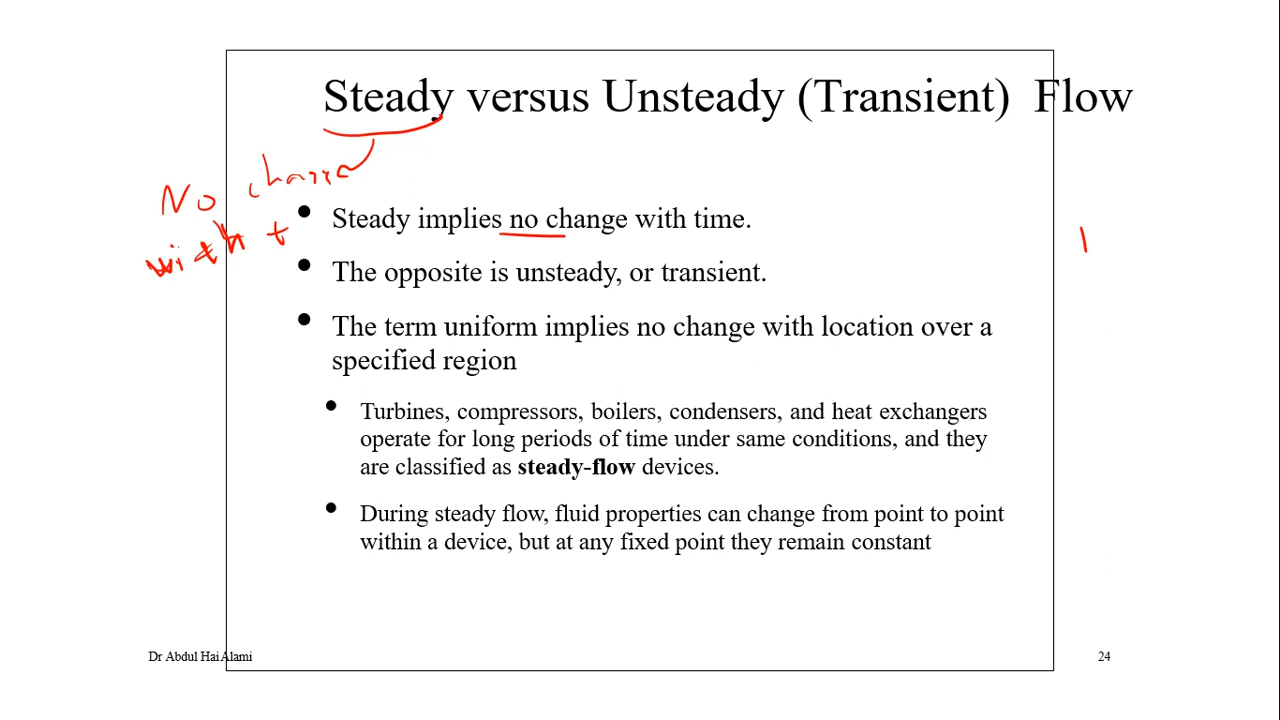 Steady versus Unsteady (Transient) Flow
No change
with t
• Steady implies no change with time.
• The opposite is unsteady, or transient.
• The term uniform implies no change with location over a
specified region
• Turbines, compressors, boilers, condensers, and heat exchangers
operate for long periods of time under same conditions, and they
are classified as steady-flow devices.
• During steady flow, fluid properties can change from point to point
within a device, but at any fixed point they remain constant
Dr Abdul Hai Alami
24